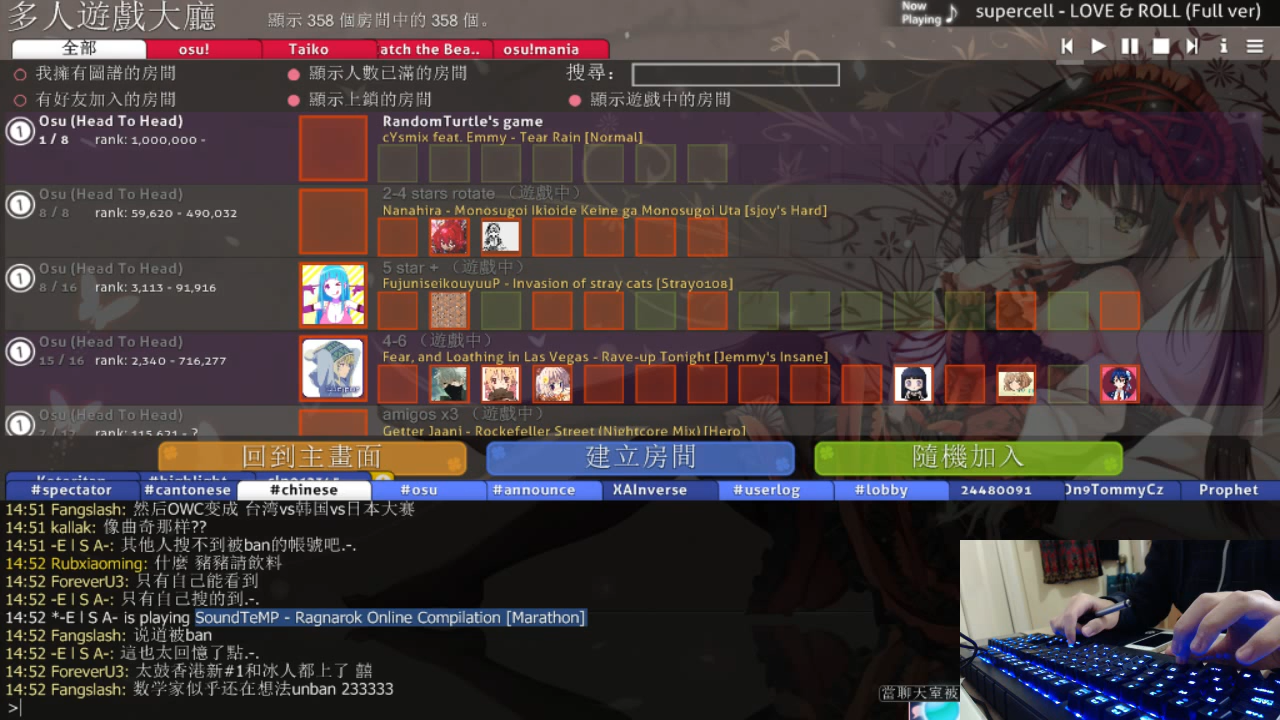 多人遊戲大廳
顯示 358 個房間中的 358 個。
Now Playing
supercell - LOVE & ROLL (Full ver)
全部
osu!
Taiko
atch the Bea..
osu!mania
我擁有圖譜的房間
顯示人數已滿的房間
搜尋：
有好友加入的房間
顯示上鎖的房間
顯示遊戲中的房間
1
Osu (Head To Head)
1 / 8 rank: 1,000,000 -
RandomTurtle's game
cYsmix feat. Emmy - Tear Rain [Normal]
1
Osu (Head To Head)
8 / 8 rank: 59,620 - 490,032
2-4 stars rotate （遊戲中）
Nanahira - Monosugoi Ikioide Keine ga Monosugoi Uta [sjoy's Hard]
1
Osu (Head To Head)
8 / 16 rank: 3,113 - 91,916
5 star + （遊戲中）
FujuniseikouyuuP - Invasion of stray cats [Stray0108]
1
Osu (Head To Head)
15 / 16 rank: 2,340 - 716,277
4-6 （遊戲中）
Fear, and Loathing in Las Vegas - Rave-up Tonight [Jemmy's Insane]
1
Osu (Head To Head)
rank: 115,621 - ?
amigos x3 （遊戲中）
Getter Jaani - Rockefeller Street (Nightcore Mix) [Hero]
回到主畫面
建立房間
隨機加入
#highlight
#spectator
#cantonese
#chinese
#osu
#announce
XAInverse
#userlog
#lobby
24480091
On9TommyCz
Prophet
14:51 Fangslash: 然后OWC变成 台湾vs韩国vs日本大赛
14:51 kallak: 像曲奇那样??
14:51 -E l S A-: 其他人搜不到被ban的帳號吧.-.
14:52 Rubxiaoming: 什麼 豬豬請飲料
14:52 ForeverU3: 只有自己能看到
14:52 -E l S A-: 只有自己搜的到.-.
14:52 *-E l S A- is playing SoundTeMP - Ragnarok Online Compilation [Marathon]
14:52 Fangslash: 说道被ban
14:52 -E l S A-: 這也太回憶了點.-.
14:52 ForeverU3: 太鼓香港新#1和冰人都上了 囍
14:52 Fangslash: 数学家似乎还在想法unban 233333
>
當聊天室被